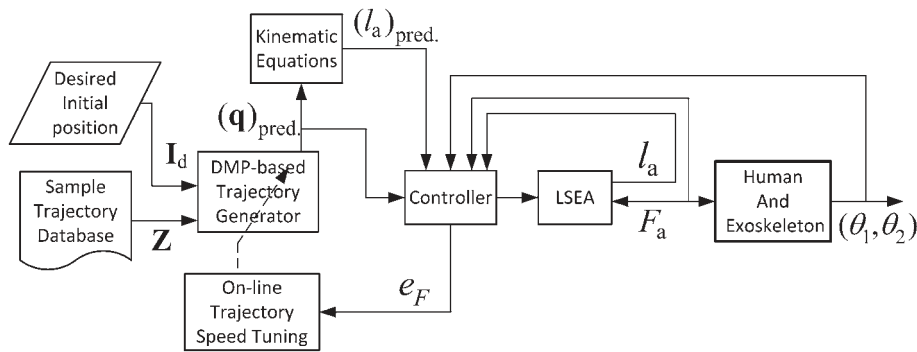 Kinematic
Equations
(l_a)_pred.
Desired
Initial
position
(q)_pred.
I_d
DMP-based
Trajectory
Generator
Sample
Trajectory
Database
Z
Controller
LSEA
l_a
F_a
Human
And
Exoskeleton
(θ_1,θ_2)
On-line
Trajectory
Speed Tuning
e_F